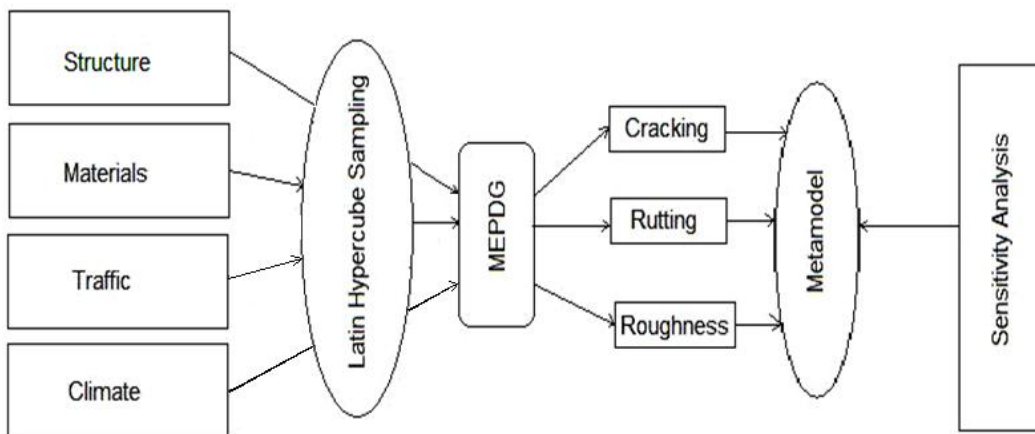 Structure
Materials
Traffic
Climate
Latin Hypercube Sampling
MEPDG
Cracking
Rutting
Roughness
Metamodel
Sensitivity Analysis